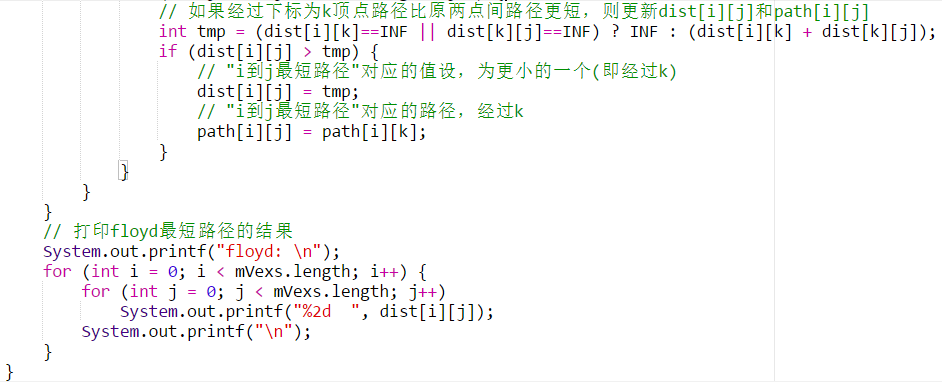 // 如果经过下标为k顶点路径比原两点间路径更短，则更新dist[i][j]和path[i][j]
int tmp = (dist[i][k]==INF || dist[k][j]==INF) ? INF : (dist[i][k] + dist[k][j]);
if (dist[i][j] > tmp) {
// "i到j最短路径"对应的值设，为更小的一个(即经过k)
dist[i][j] = tmp;
// "i到j最短路径"对应的路径，经过k
path[i][j] = path[i][k];
}
}
}
}
// 打印floyd最短路径的结果
System.out.printf("floyd: \n");
for (int i = 0; i < mVexs.length; i++) {
for (int j = 0; j < mVexs.length; j++)
System.out.printf("%2d  ", dist[i][j]);
System.out.printf("\n");
}
}